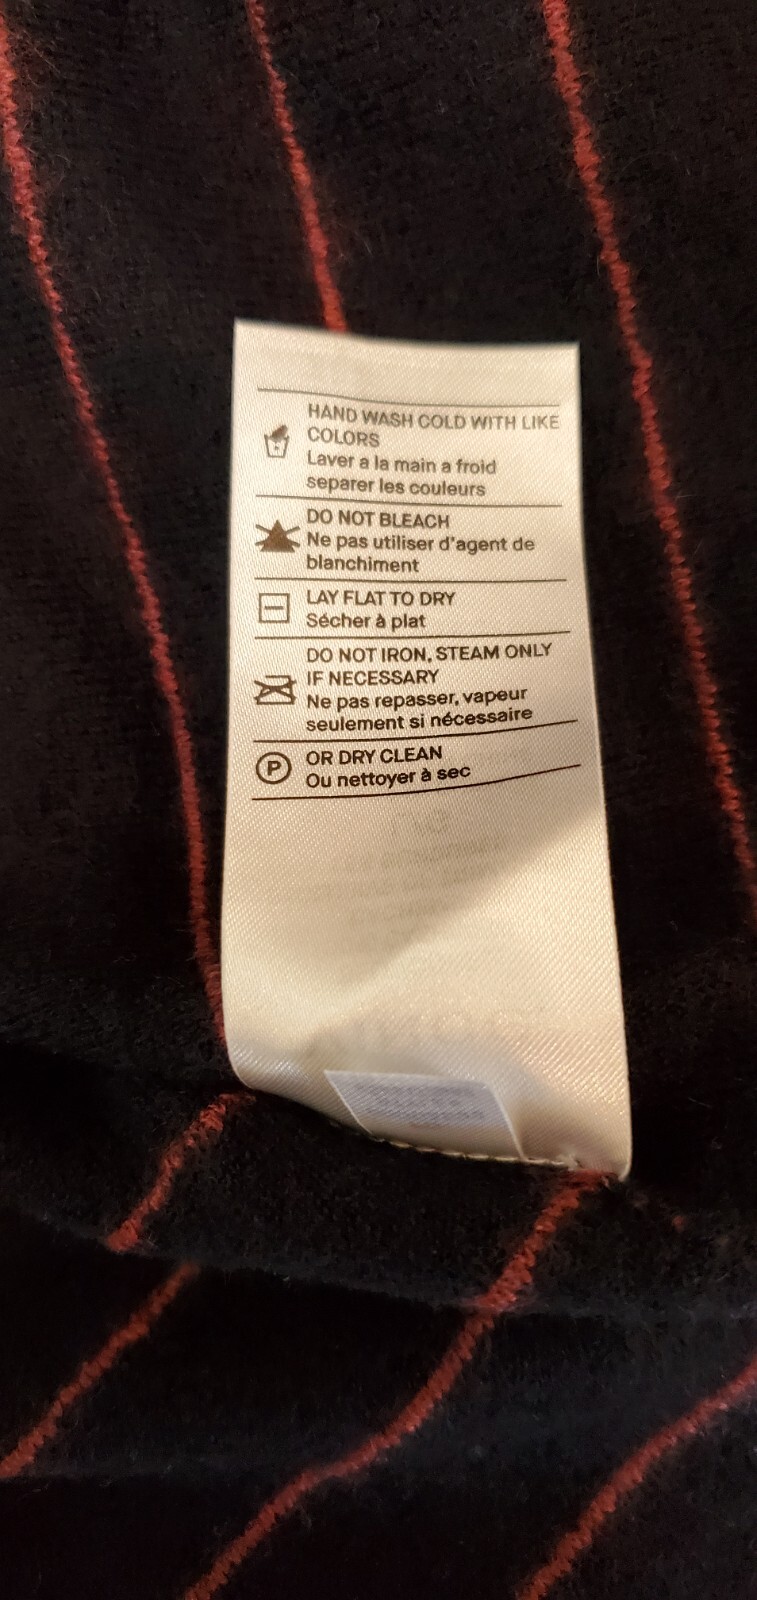 HAND WASH COLD WITH LIKE
COLORS
Laver a la main a froid
separer les couleurs
DO NOT BLEACH
Ne pas utiliser d'agent de
blanchiment
LAY FLAT TO DRY
Sécher à plat
DO NOT IRON, STEAM ONLY
IF NECESSARY
Ne pas repasser, vapeur
seulement si nécessaire
P
OR DRY CLEAN
Ou nettoyer à sec